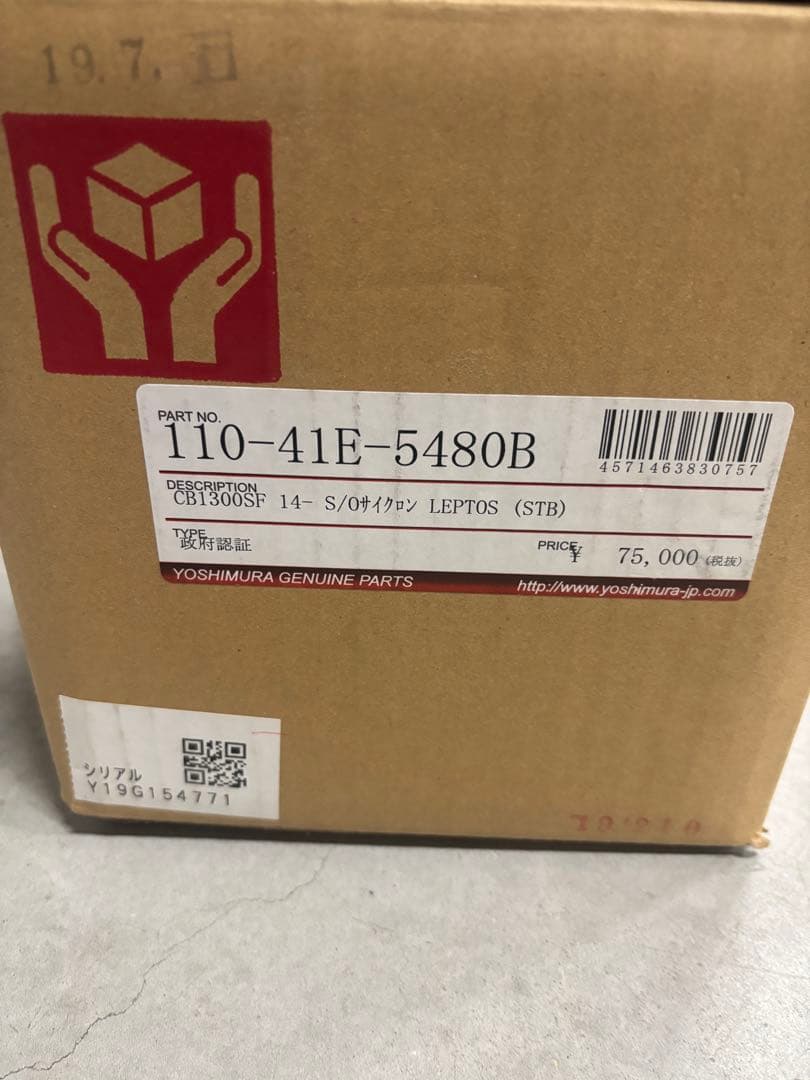 19.7.
PART NO.
110-41E-5480B
4571463830757
DESCRIPTION
CB1300SF 14- S/Oｻｲｸﾛﾝ LEPTOS (STB)
TYPE
政府認証
PRICE
¥ 75,000 (税抜)
YOSHIMURA GENUINE PARTS
http://www.yoshimura-jp.com
シリアル
Y19G154771